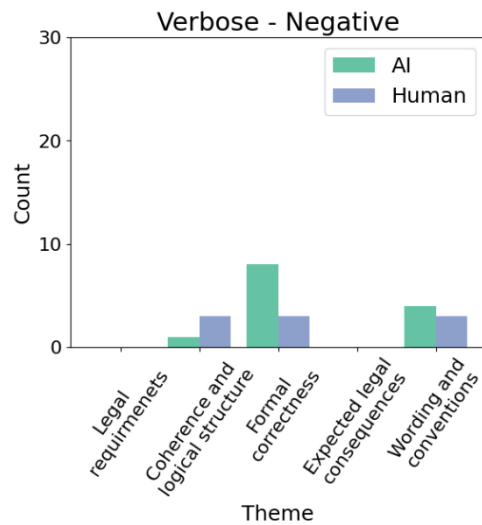 Verbose - Negative
30
20
10
0
Count
AI
Human
Legal
requirmenets
Coherence and
logical structure
Formal
correctness
Expected legal
consequences
Wording and
conventions
Theme